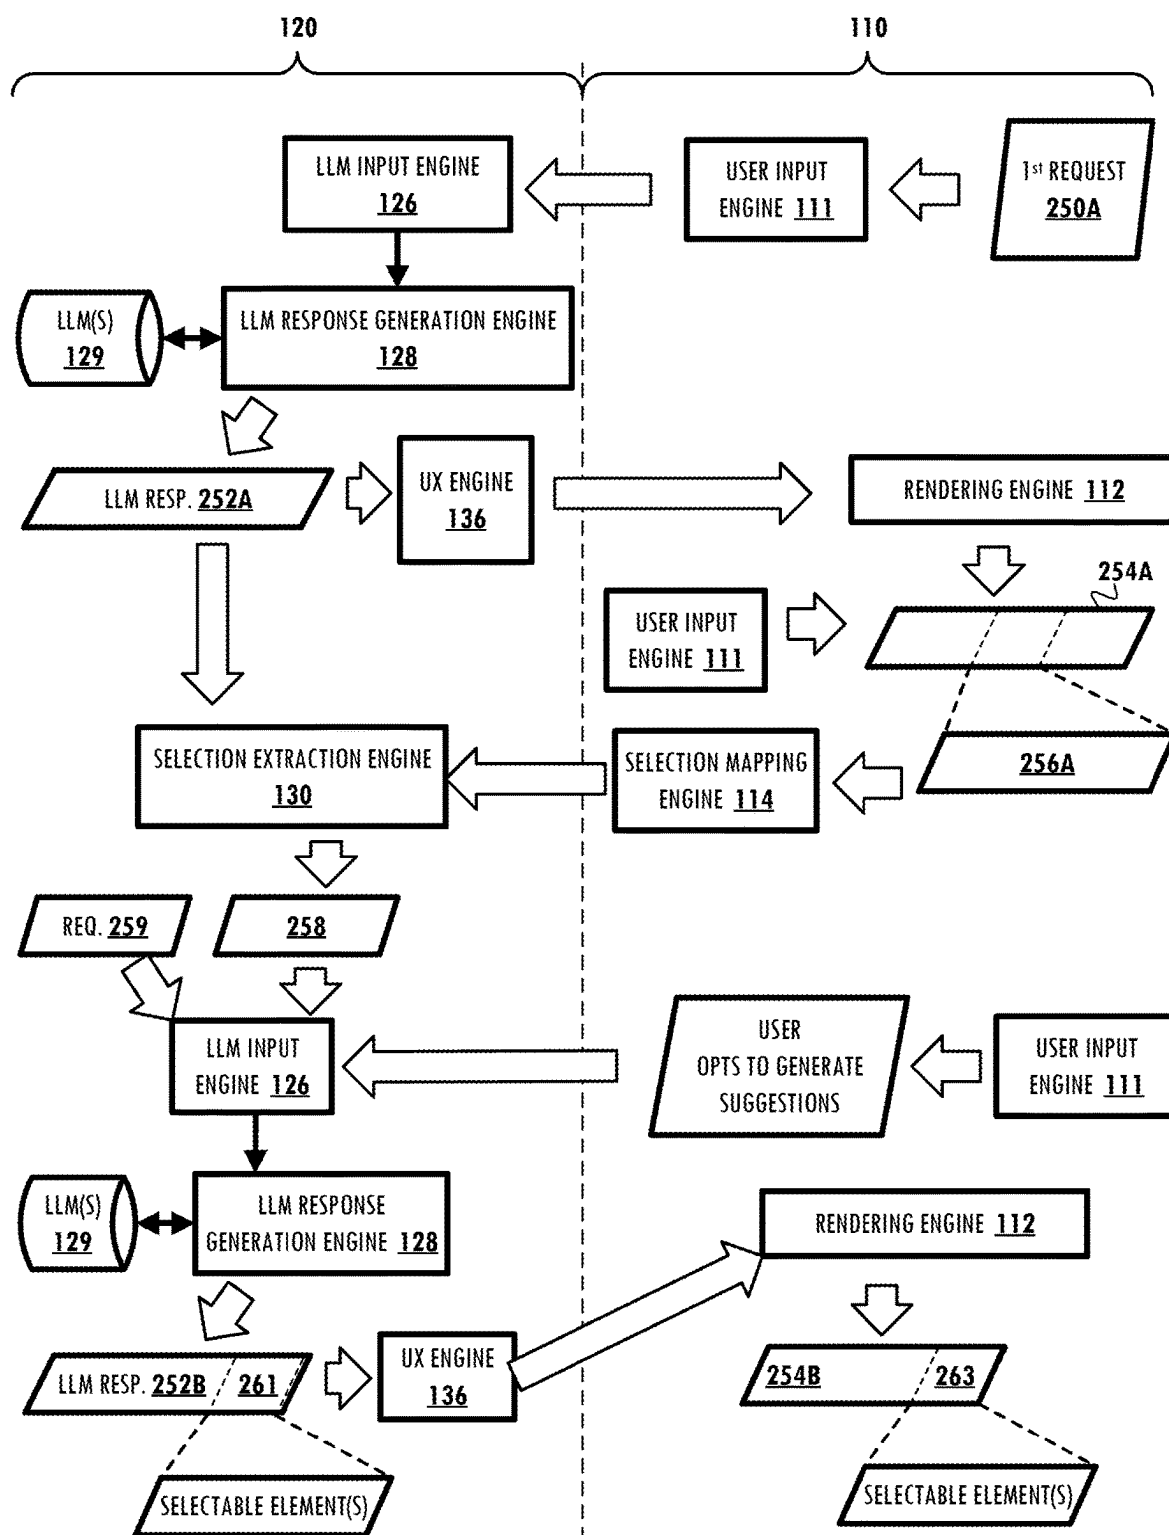 120
110
LLM INPUT ENGINE
126
USER INPUT
ENGINE 111
1st REQUEST
250A
LLM(S)
129
LLM RESPONSE GENERATION ENGINE
128
LLM RESP. 252A
UX ENGINE
136
RENDERING ENGINE 112
254A
USER INPUT
ENGINE 111
SELECTION EXTRACTION ENGINE
130
SELECTION MAPPING
ENGINE 114
256A
REQ. 259
258
LLM INPUT
ENGINE 126
USER
OPTS TO GENERATE
SUGGESTIONS
USER INPUT
ENGINE 111
LLM(S)
129
LLM RESPONSE
GENERATION ENGINE 128
RENDERING ENGINE 112
LLM RESP. 252B 261
UX ENGINE
136
254B 263
SELECTABLE ELEMENT(S)
SELECTABLE ELEMENT(S)